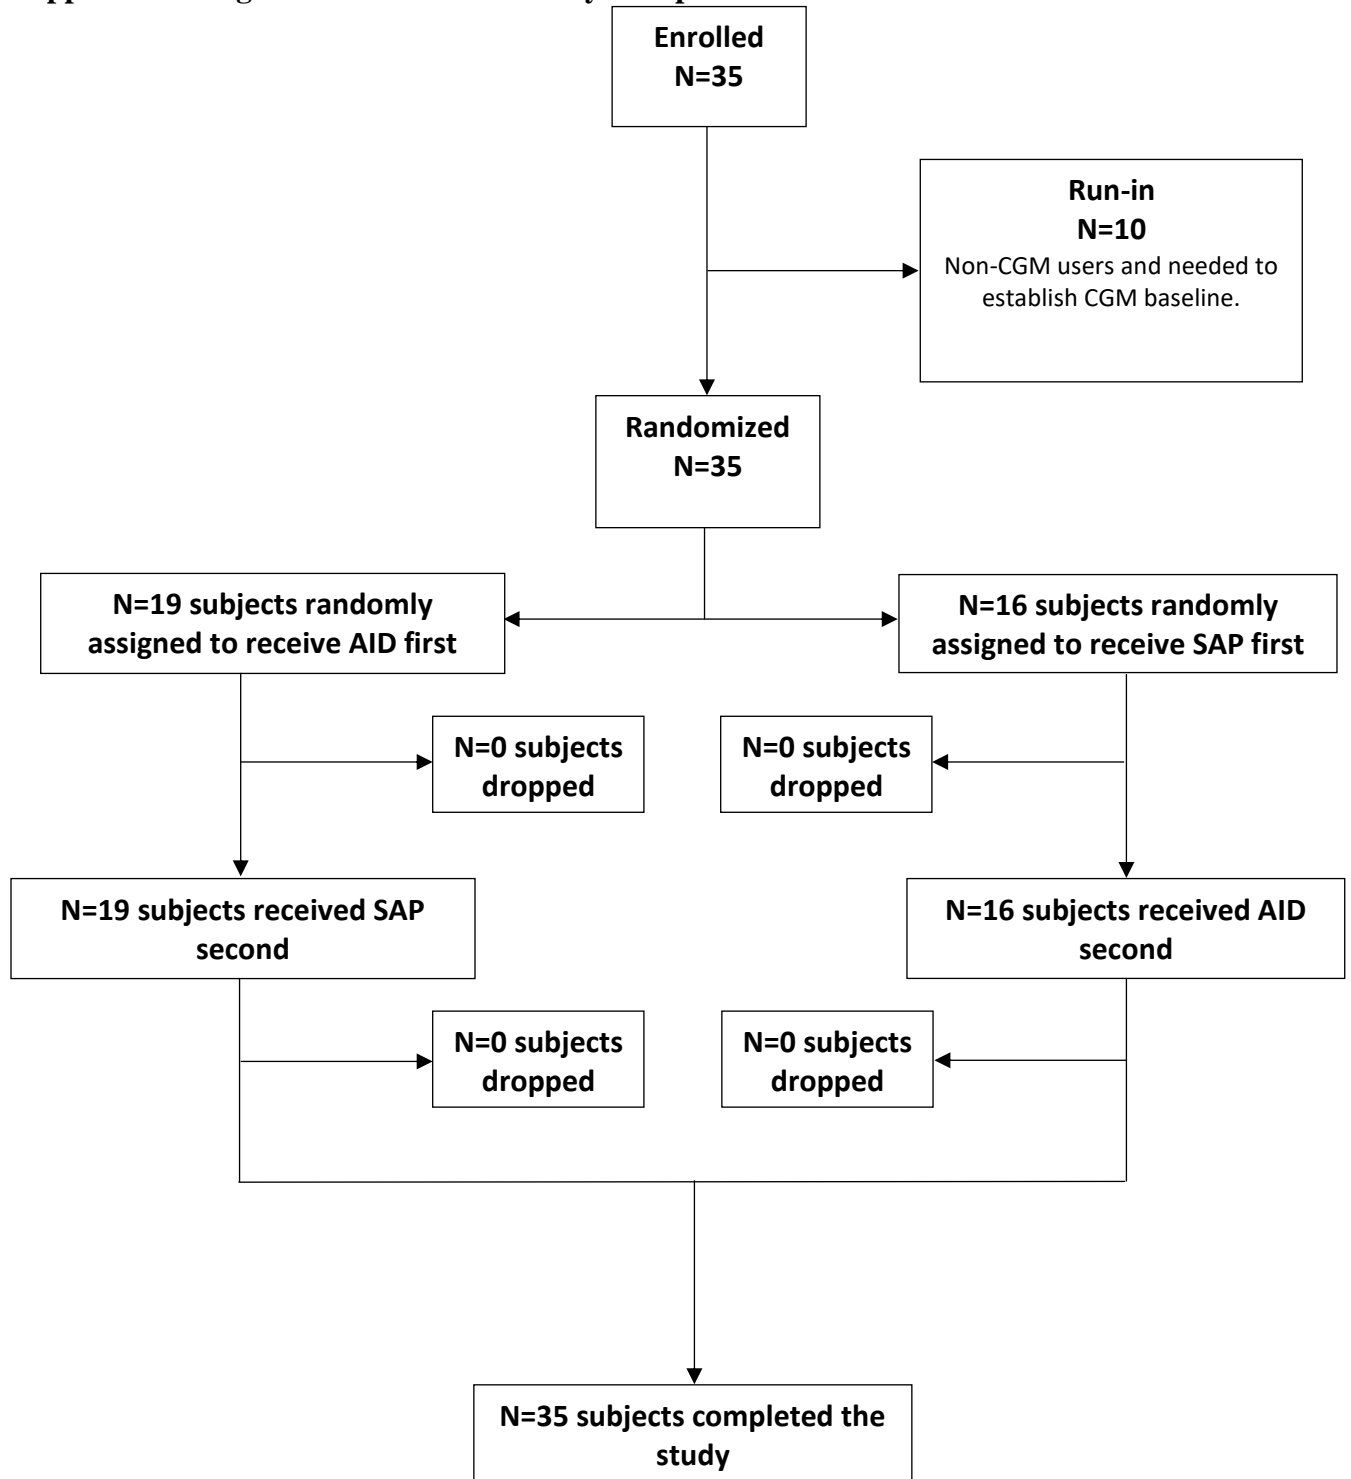 Enrolled
N=35
Run-in
N=10
Non-CGM users and needed to
establish CGM baseline.
Randomized
N=35
N=19 subjects randomly
assigned to receive AID first
N=16 subjects randomly
assigned to receive SAP first
N=0 subjects
dropped
N=0 subjects
dropped
N=19 subjects received SAP
second
N=16 subjects received AID
second
N=0 subjects
dropped
N=0 subjects
dropped
N=35 subjects completed the
study